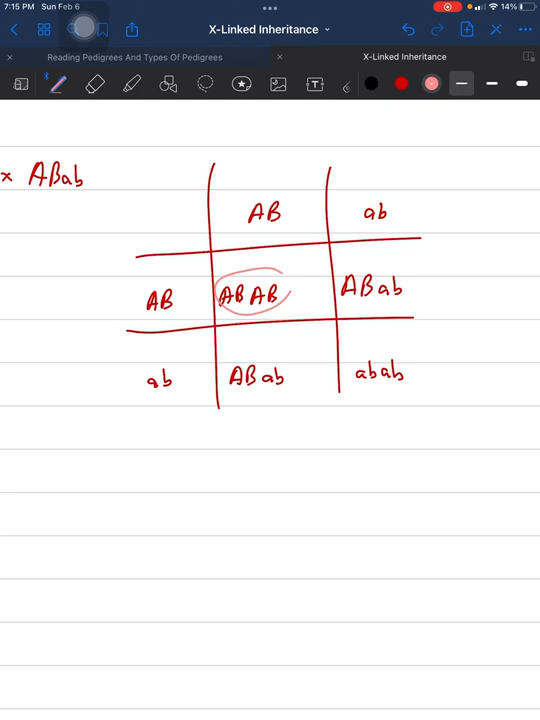 7:15 PM Sun Feb 6
14%
X-Linked Inheritance
Reading Pedigrees And Types Of Pedigrees
X-Linked Inheritance
x ABab
AB ab
AB ABAB ABab
ab ABab abab